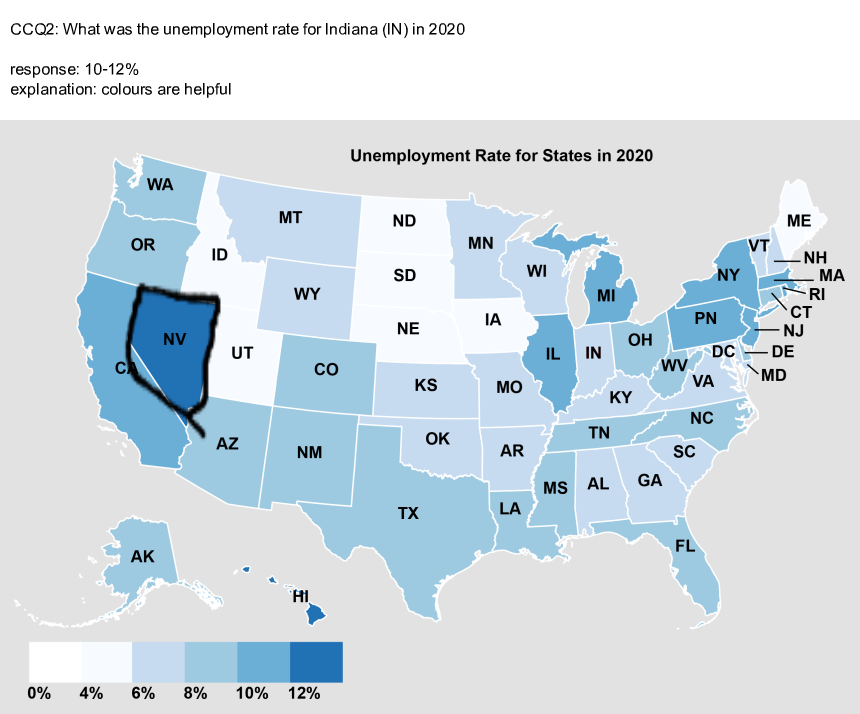 CCQ2: What was the unemployment rate for Indiana (IN) in 2020
response: 10-12%
explanation: colours are helpful
Unemployment Rate for States in 2020
WA
MT
ND
MN
ME
OR
ID
SD
WI
VT
NH
MA
WY
MI
NY
RI
CT
NV
UT
NE
IA
IL
IN
OH
PN
NJ
CA
CO
KS
MO
WV
DC
DE
MD
KY
VA
AZ
NM
OK
AR
TN
NC
SC
TX
LA
MS
AL
GA
FL
AK
HI
0% 4% 6% 8% 10% 12%